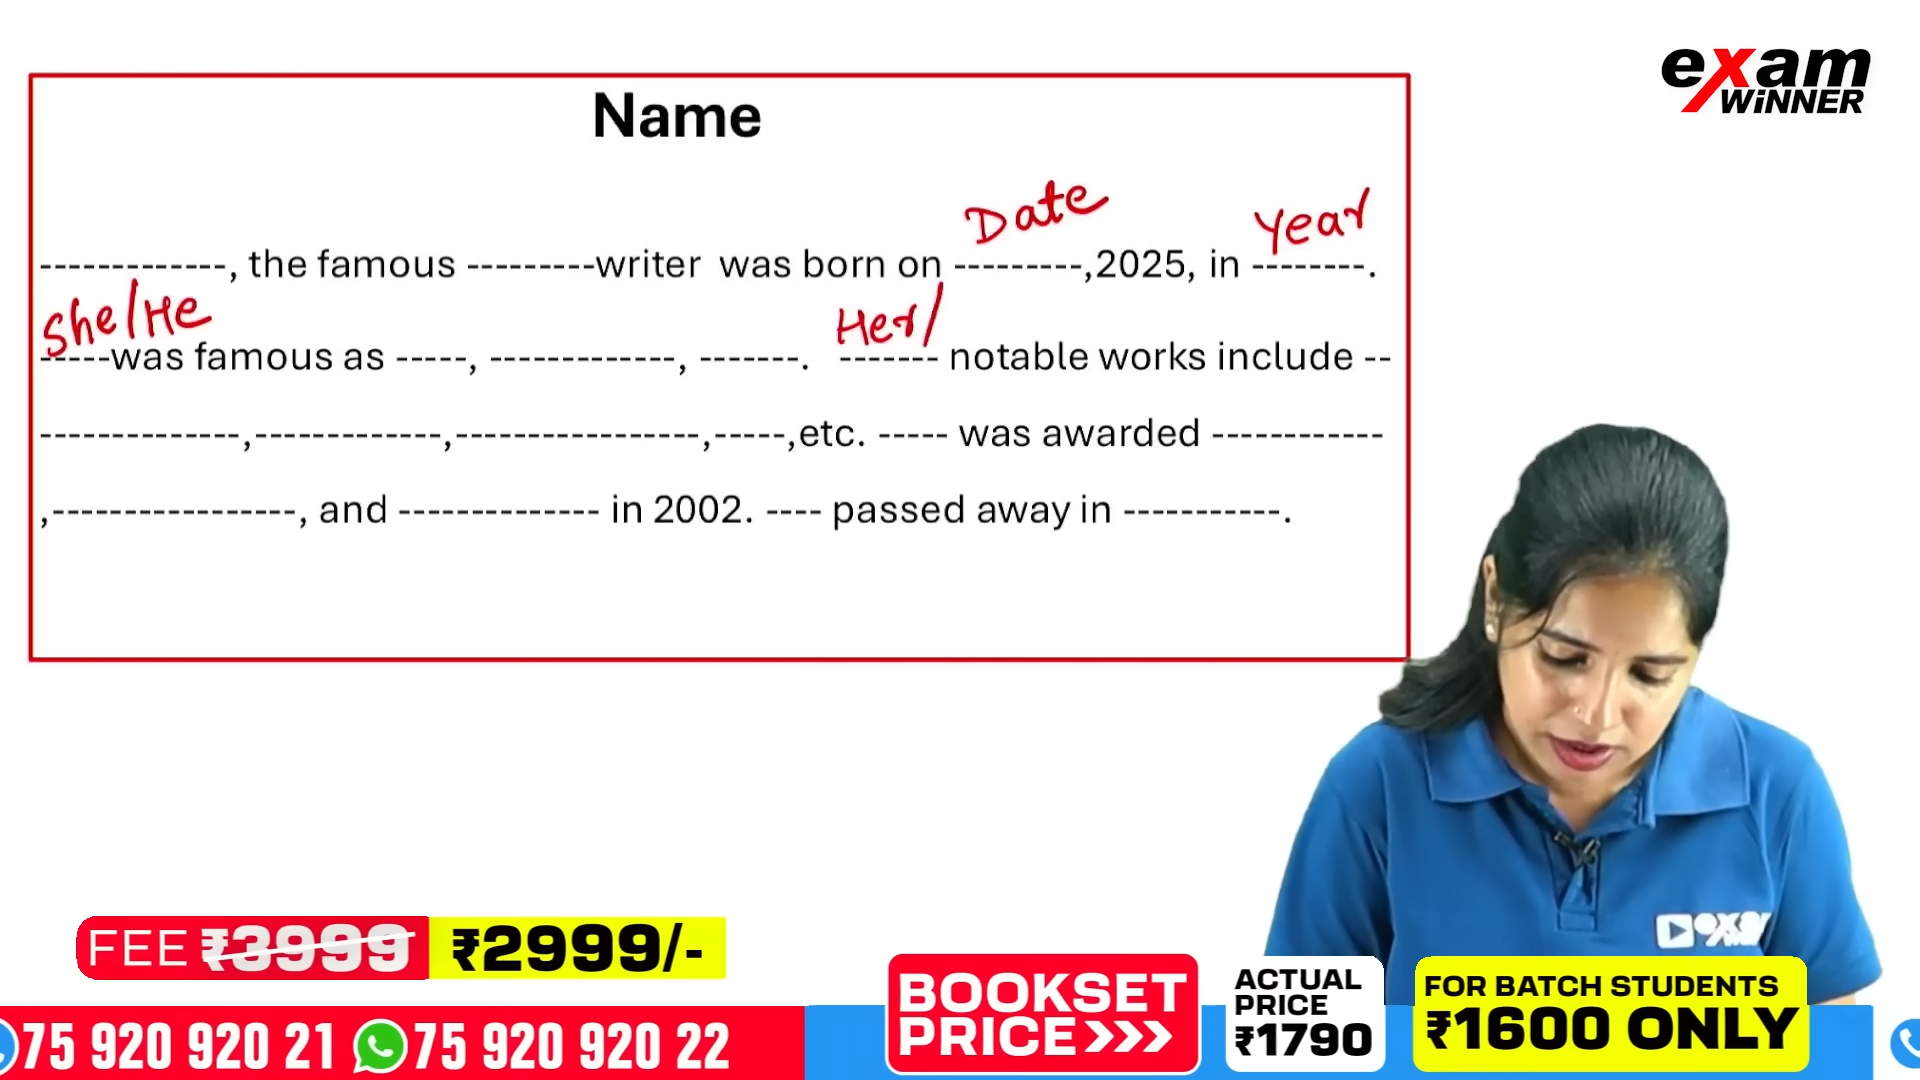 exam
WiNNER
Name
Date
Year
-------------, the famous ---------writer was born on ---------,2025, in --------.
She/He
Her/
-----was famous as -----, -------------, -------. ------- notable works include --
--------------,-------------,-----------------,-----,etc. ----- was awarded ------------
,-----------------, and -------------- in 2002. ---- passed away in -----------.
FEE ₹3999 ₹2999/-
75 920 920 21 75 920 920 22
BOOKSET
PRICE>>>
ACTUAL
PRICE
₹1790
FOR BATCH STUDENTS
₹1600 ONLY